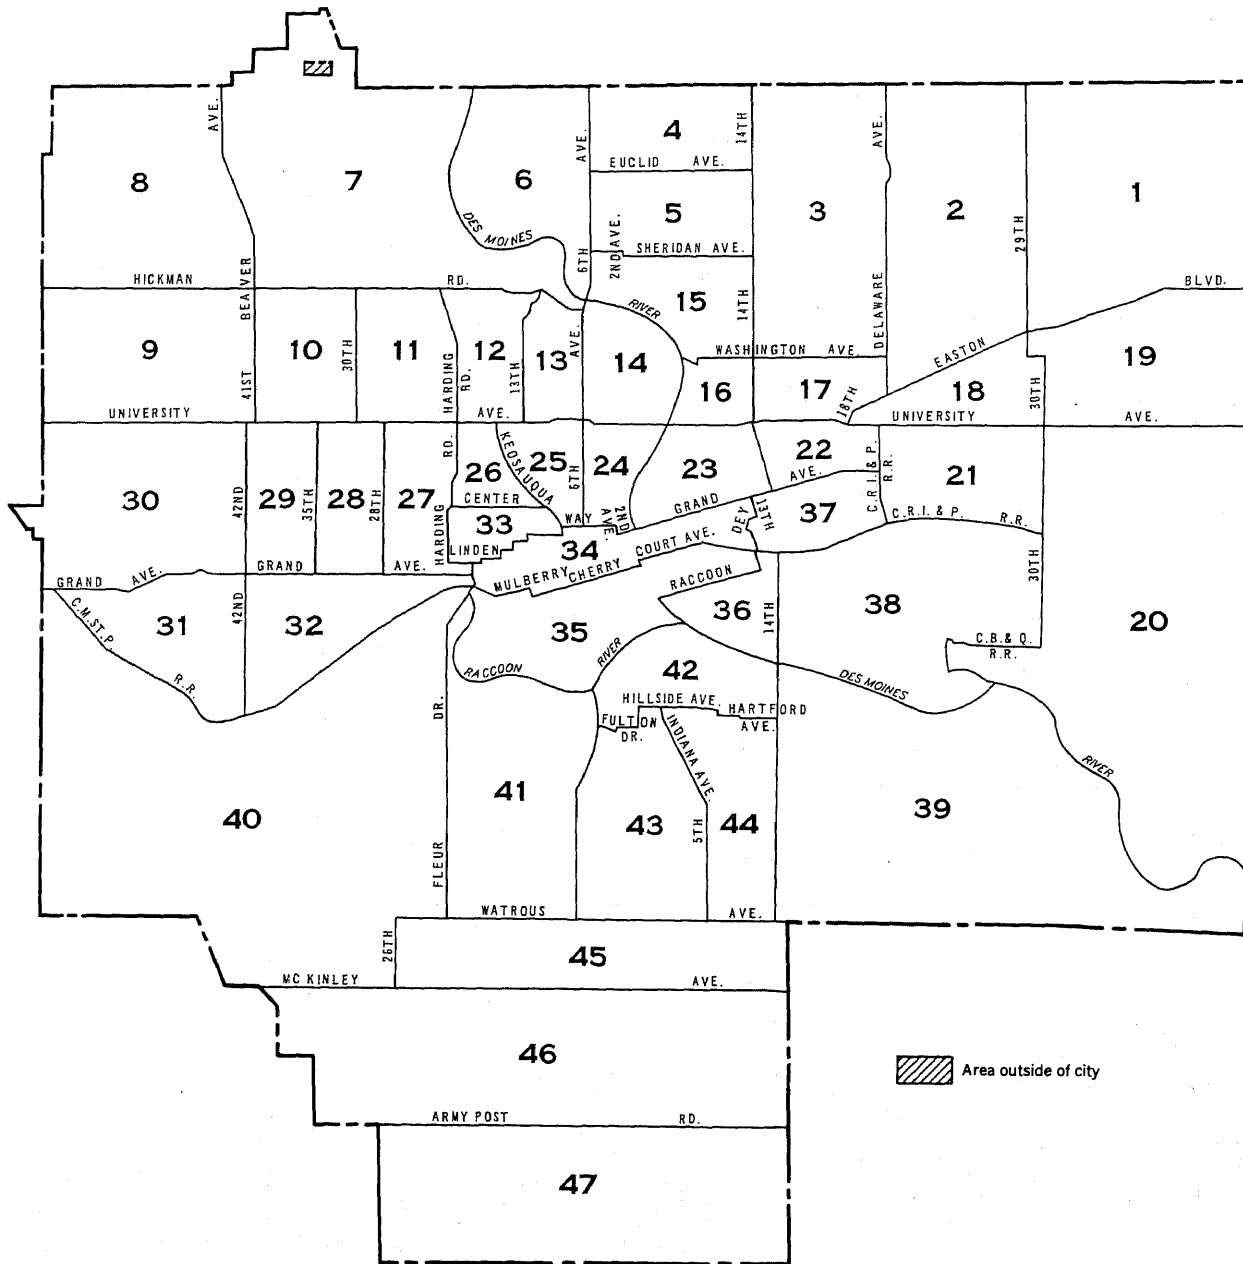 4
14TH
AVE.
AVE.
AVE.
EUCLID AVE.
8
7
6
5
3
2
1
DES MOINES
2ND AVE.
SHERIDAN AVE.
29TH
6TH
HICKMAN
RD.
BEAVER
BLVD.
RIVER
15
14TH
DELAWARE
9
10
30TH
11
HARDING
RD.
12
13TH
13
AVE.
14
WASHINGTON AVE.
EASTON
19
41ST
16
17
18TH
18
30TH
UNIVERSITY
AVE.
UNIVERSITY
AVE.
RD.
KEOSAUQUA
30
42ND
29
35TH
28
28TH
27
26
25
6TH
24
23
22
AVE.
C.R.I.& P.
R.R.
21
CENTER
WAY
2ND
AVE.
GRAND
DEY
13TH
37
C.R.I. & P.
R.R.
33
HARDING
LINDEN
34
COURT AVE.
GRAND
AVE.
GRAND
AVE.
MULBERRY
CHERRY
RACCOON
30TH
C.M.ST.P.
R.R.
31
42ND
32
35
36
14TH
38
20
RACCOON
RIVER
42
C.B.& Q.
R.R.
DES MOINES
HILLSIDE AVE.
HARTFORD
AVE.
DR.
FULTON
DR.
INDIANA AVE.
RIVER
40
41
43
5TH
44
39
FLEUR
WATROUS
AVE.
26TH
45
MC KINLEY
AVE.
46
Area outside of city
ARMY POST
RD.
47